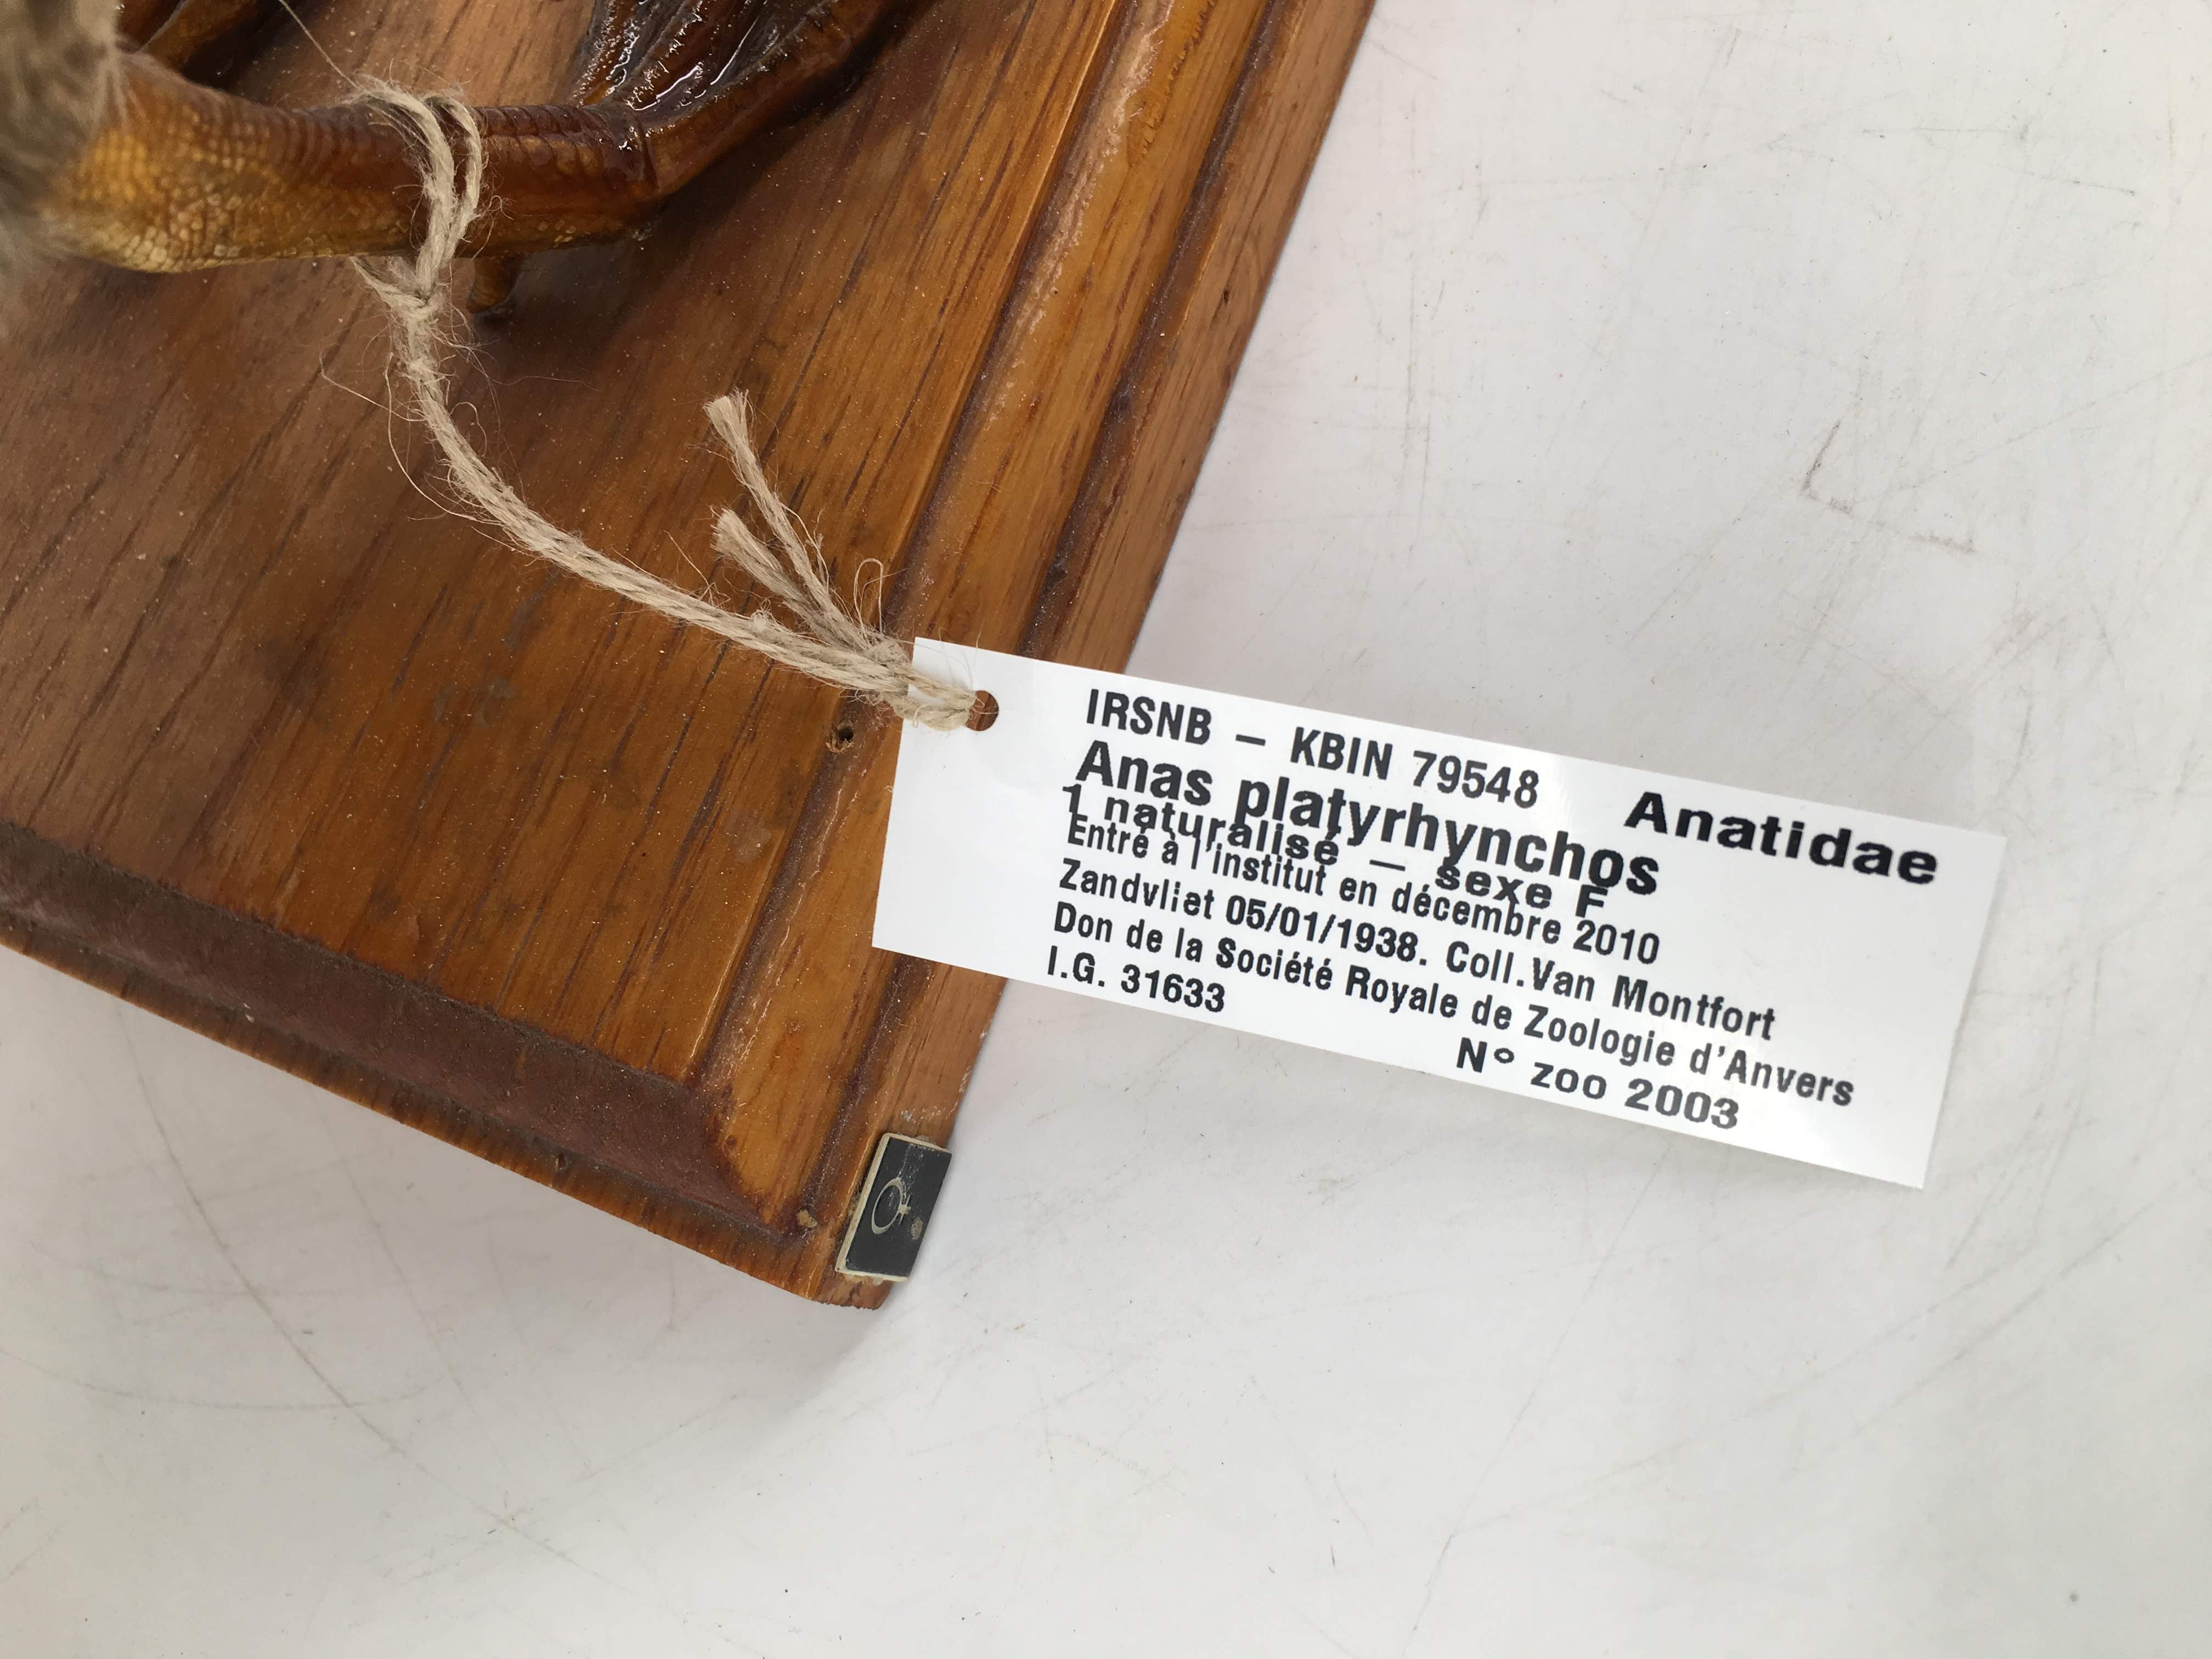 IRSNB – KBIN 79548 Anatidae
Anas platyrhynchos
1 naturalisé – sexe F
Entré à l'institut en décembre 2010
Zandvliet 05/01/1938. Coll.Van Montfort
Don de la Société Royale de Zoologie d'Anvers
I.G. 31633 N° zoo 2003
♀